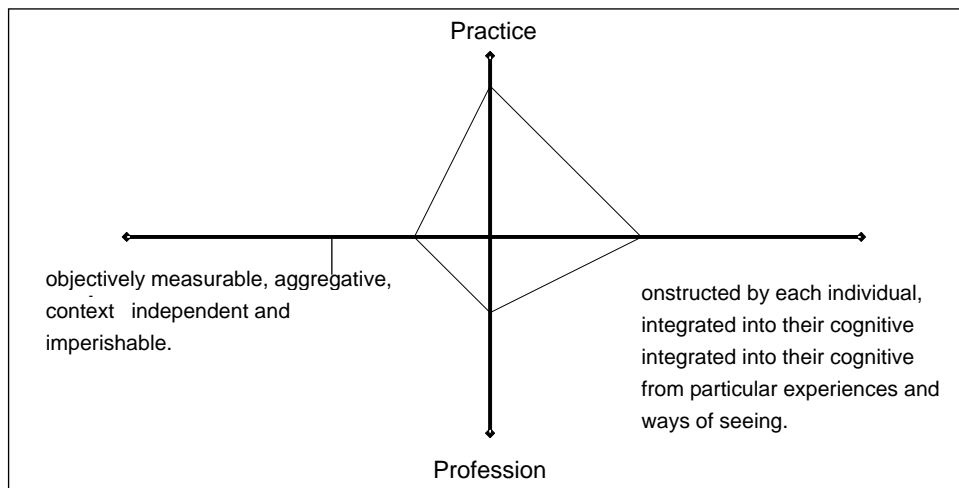 Practice
objectively measurable, aggregative,
context independent and
imperishable.
onstructed by each individual,
integrated into their cognitive
integrated into their cognitive
from particular experiences and
ways of seeing.
Profession